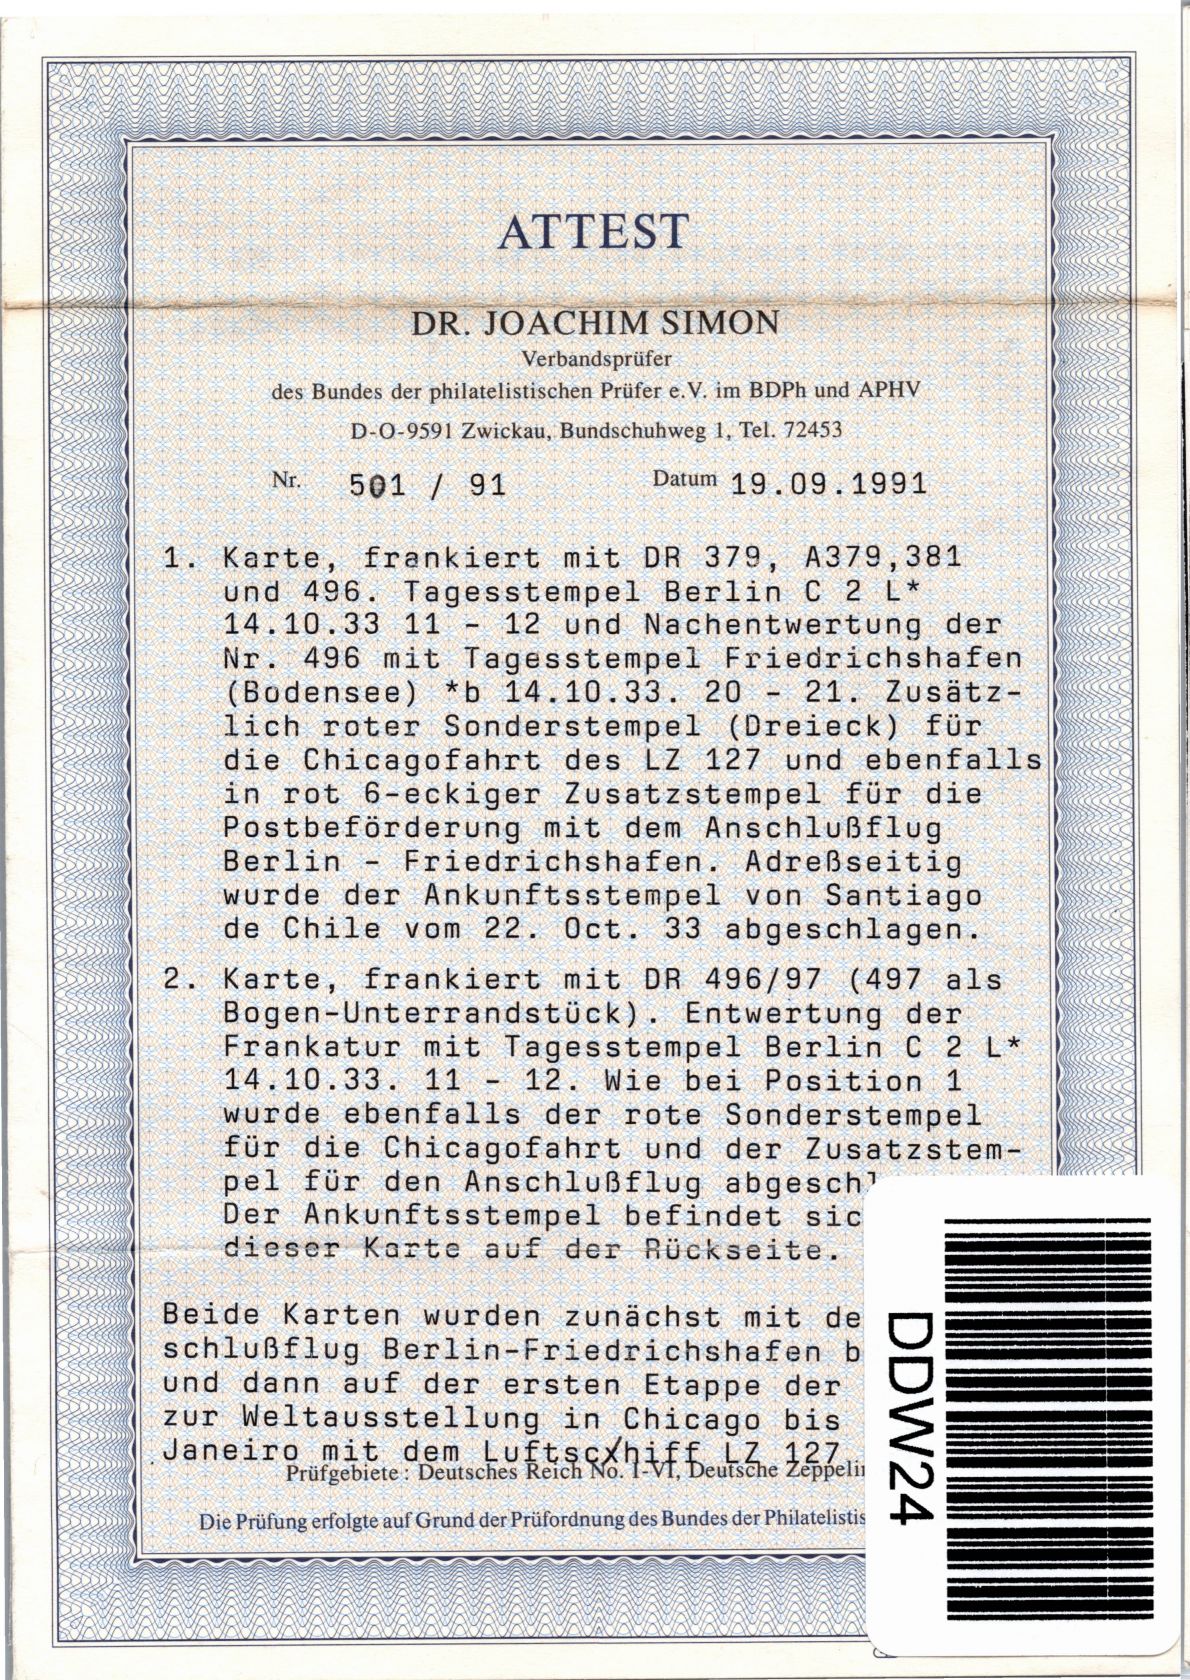 ATTEST
DR. JOACHIM SIMON
Verbandsprüfer
des Bundes der philatelistischen Prüfer e.V. im BDPh und APHV
D-O-9591 Zwickau, Bundschuhweg 1, Tel. 72453
Nr. 501 / 91 Datum 19.09.1991
1. Karte, frankiert mit DR 379, A379,381
und 496. Tagesstempel Berlin C 2 L*
14.10.33 11 - 12 und Nachentwertung der
Nr. 496 mit Tagesstempel Friedrichshafen
(Bodensee) *b 14.10.33. 20 - 21. Zusätz-
lich roter Sonderstempel (Dreieck) für
die Chicagofahrt des LZ 127 und ebenfalls
in rot 6-eckiger Zusatzstempel für die
Postbeförderung mit dem Anschlußflug
Berlin - Friedrichshafen. Adreßseitig
wurde der Ankunftsstempel von Santiago
de Chile vom 22. Oct. 33 abgeschlagen.
2. Karte, frankiert mit DR 496/97 (497 als
Bogen-Unterrandstück). Entwertung der
Frankatur mit Tagesstempel Berlin C 2 L*
14.10.33. 11 - 12. Wie bei Position 1
wurde ebenfalls der rote Sonderstempel
für die Chicagofahrt und der Zusatzstem-
pel für den Anschlußflug abgeschl
Der Ankunftsstempel befindet sic
dieser Karte auf der Rückseite.
Beide Karten wurden zunächst mit de
schlußflug Berlin-Friedrichshafen b
und dann auf der ersten Etappe der
zur Weltausstellung in Chicago bis
Janeiro mit dem Luftschiff LZ 127
Prüfgebiete: Deutsches Reich No. I-VI, Deutsche Zeppelin
Die Prüfung erfolgte auf Grund der Prüfordnung des Bundes der Philatelistis
DDW24